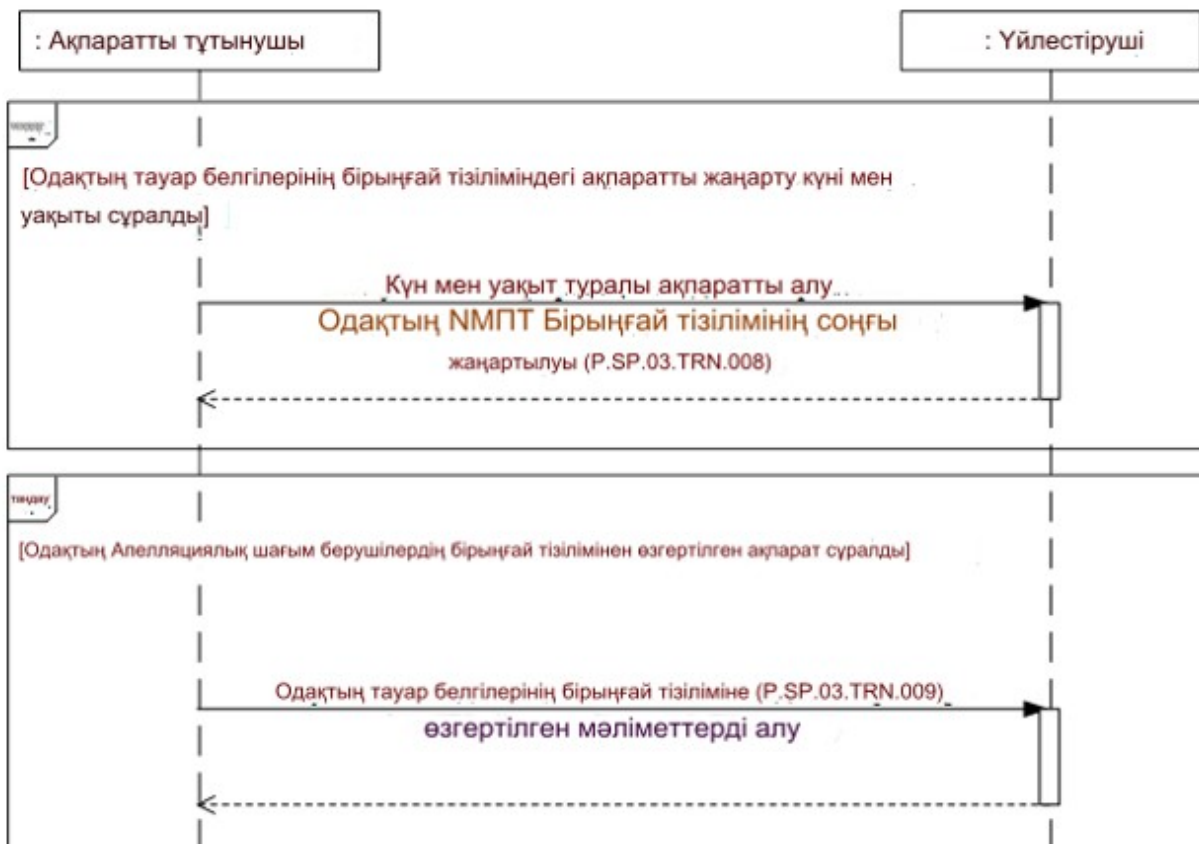 : Ақпаратты тұтынушы
: Үйлестіруші
[Одақтың тауар белгілерінің бірыңғай тізіліміндегі ақпаратты жаңарту күні мен
уақыты сұралды]
Күн мен уақыт туралы ақпаратты алу
Одақтың NМПТ Бірыңғай тізілімінің соңғы
жаңартылуы (P.SP.03.TRN.008)
таңдау
[Одақтың Апелляциялық шағым берушілердің бірыңғай тізілімінен өзгертілген ақпарат сұралды]
Одақтың тауар белгілерінің бірыңғай тізіліміне (P.SP.03.TRN.009)
өзгертілген мәліметтерді алу